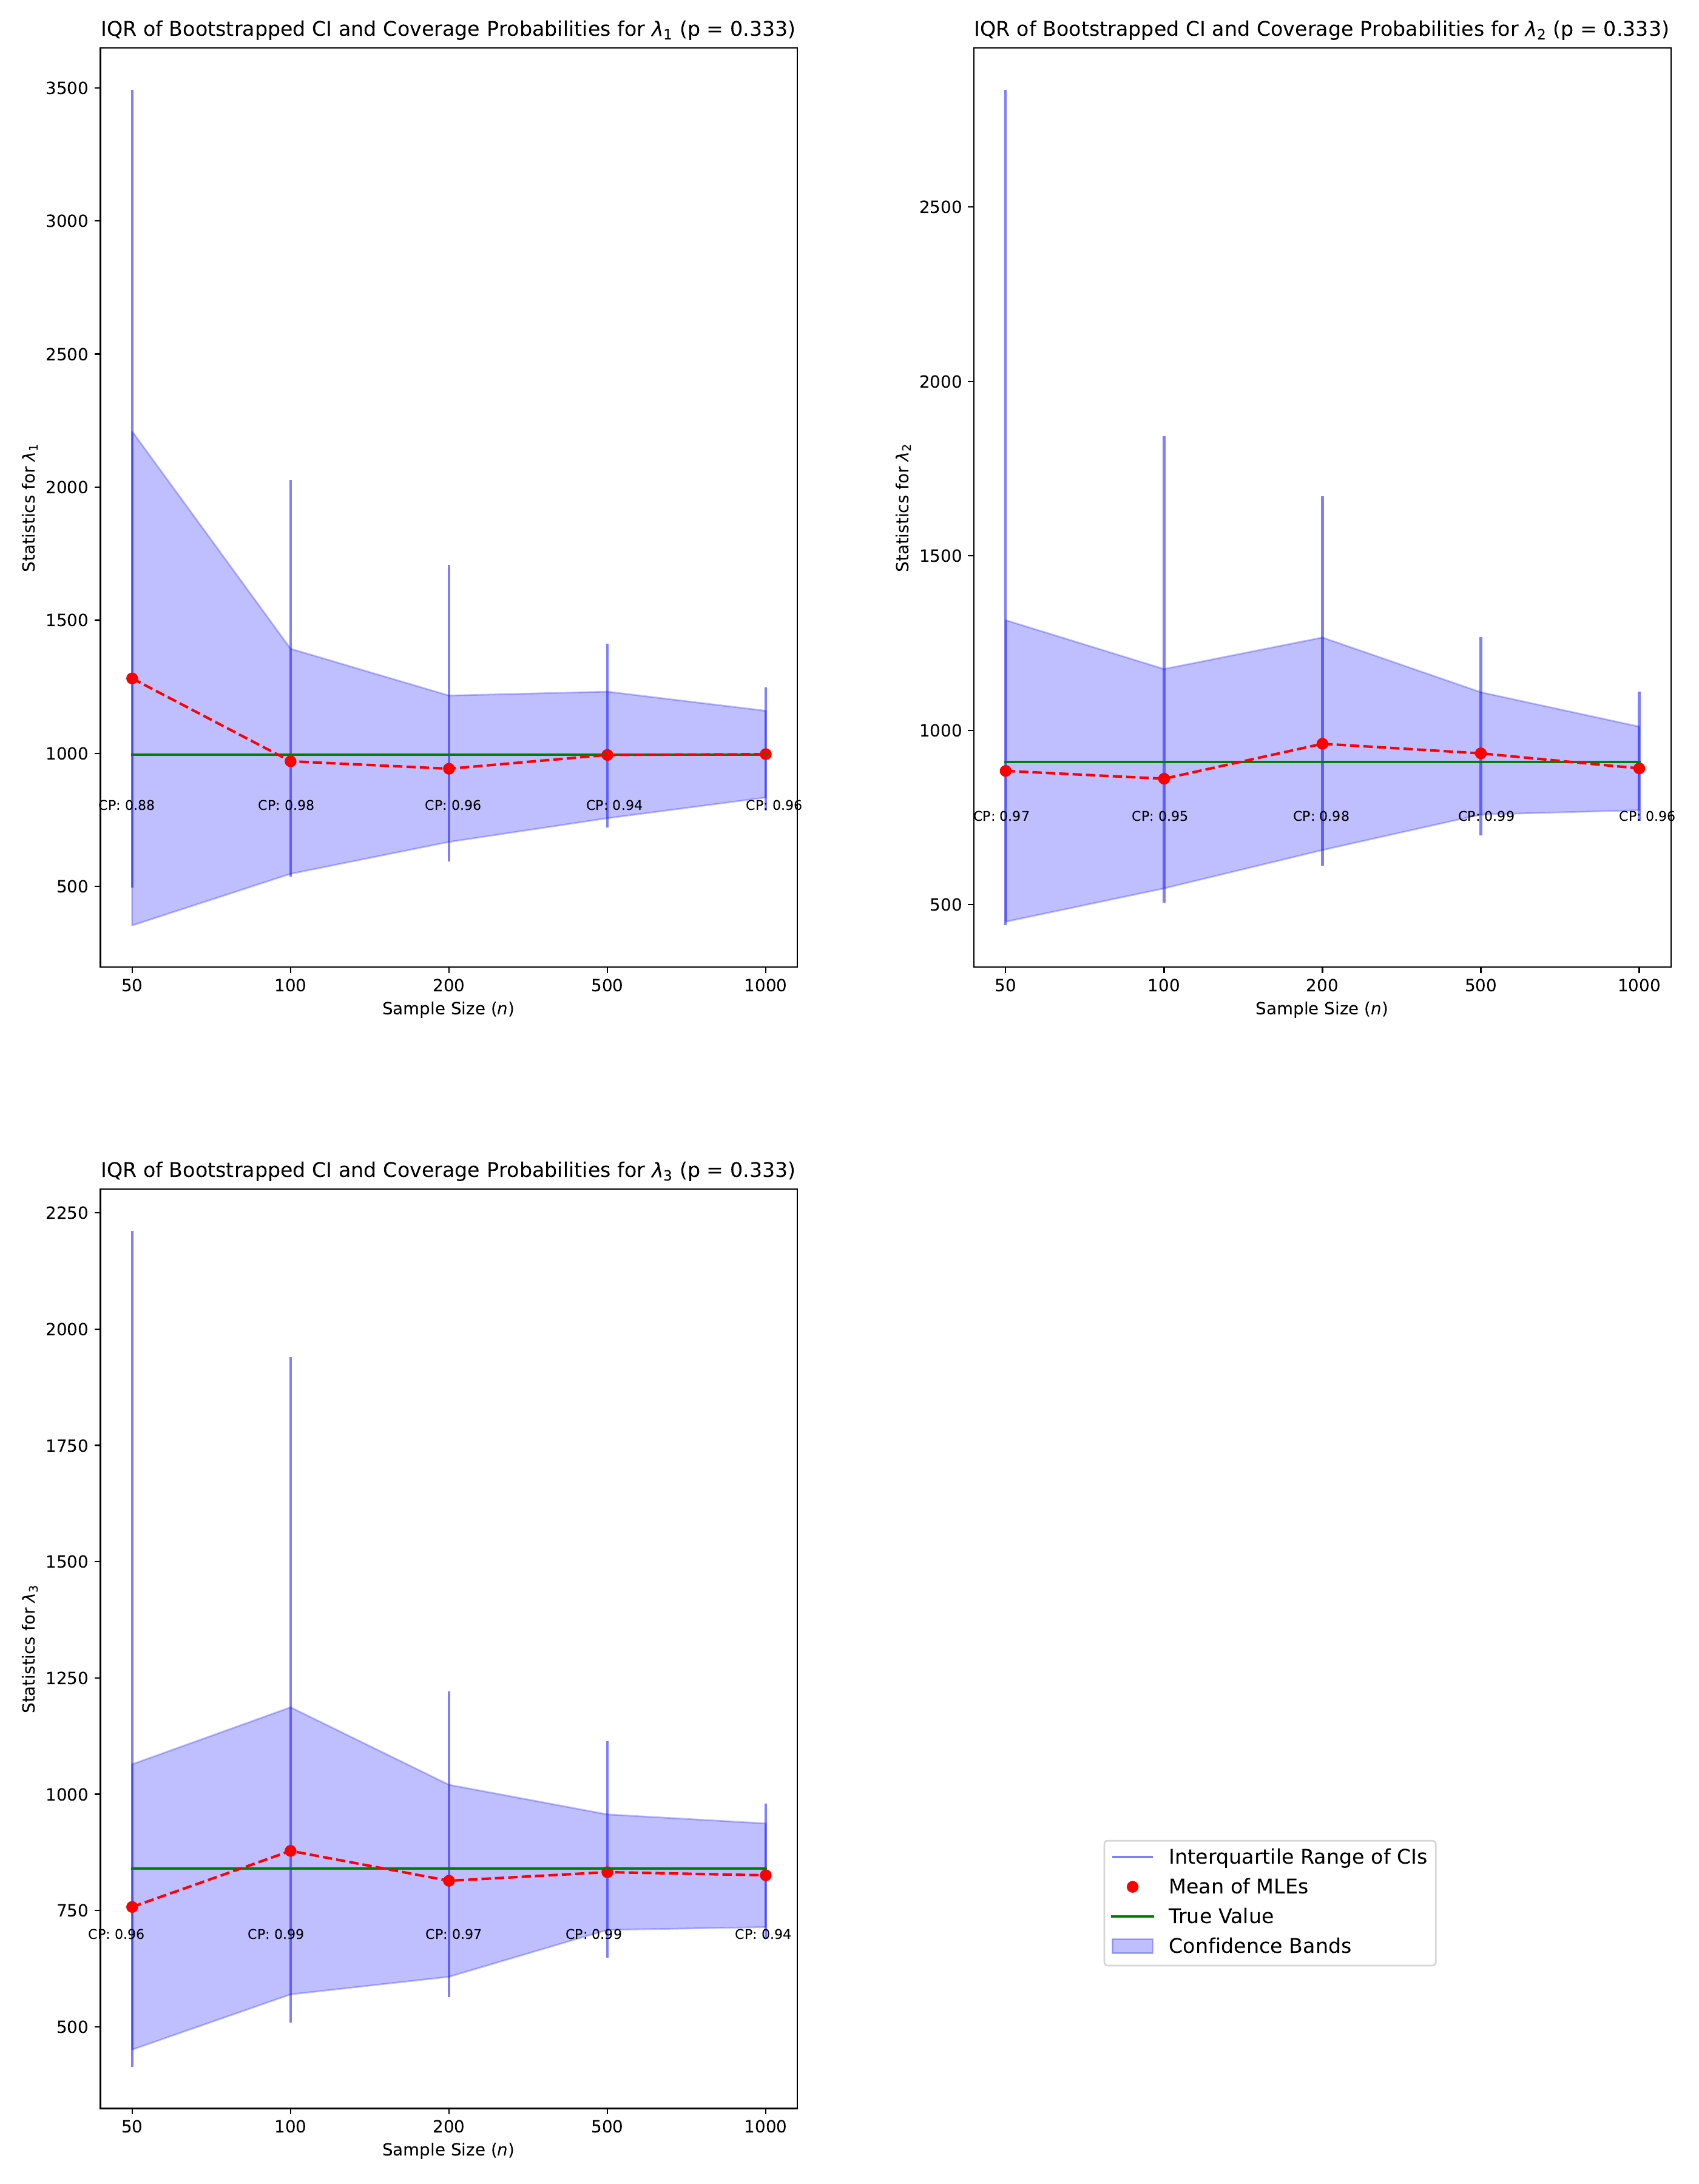 IQR of Bootstrapped CI and Coverage Probabilities for λ1 (p = 0.333)
3500
3000
2500
2000
1500
1000
500
Statistics for λ1
CP: 0.88
CP: 0.98
CP: 0.96
CP: 0.94
CP: 0.96
50
100
200
500
1000
Sample Size (n)
IQR of Bootstrapped CI and Coverage Probabilities for λ2 (p = 0.333)
2500
2000
1500
1000
500
Statistics for λ2
CP: 0.97
CP: 0.95
CP: 0.98
CP: 0.99
CP: 0.96
50
100
200
500
1000
Sample Size (n)
IQR of Bootstrapped CI and Coverage Probabilities for λ3 (p = 0.333)
2250
2000
1750
1500
1250
1000
750
500
Statistics for λ3
CP: 0.96
CP: 0.99
CP: 0.97
CP: 0.99
CP: 0.94
50
100
200
500
1000
Sample Size (n)
Interquartile Range of CIs
Mean of MLEs
True Value
Confidence Bands